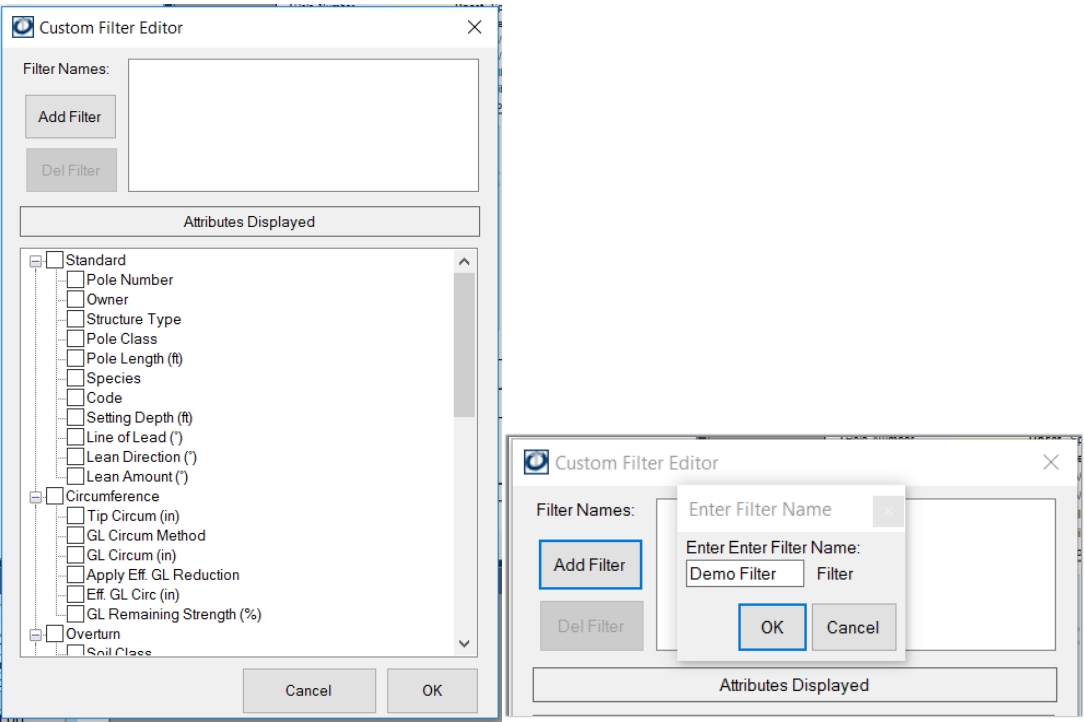 Custom Filter Editor
Filter Names:
Add Filter
Del Filter
Attributes Displayed
Standard
Pole Number
Owner
Structure Type
Pole Class
Pole Length (ft)
Species
Code
Setting Depth (ft)
Line of Lead (°)
Lean Direction (°)
Lean Amount (°)
Circumference
Tip Circum (in)
GL Circum Method
GL Circum (in)
Apply Eff. GL Reduction
Eff. GL Circ (in)
GL Remaining Strength (%)
Overturn
Soil Class
Cancel OK
Custom Filter Editor
Filter Names:
Add Filter
Del Filter
Enter Filter Name
Enter Enter Filter Name:
Demo Filter Filter
OK Cancel
Attributes Displayed